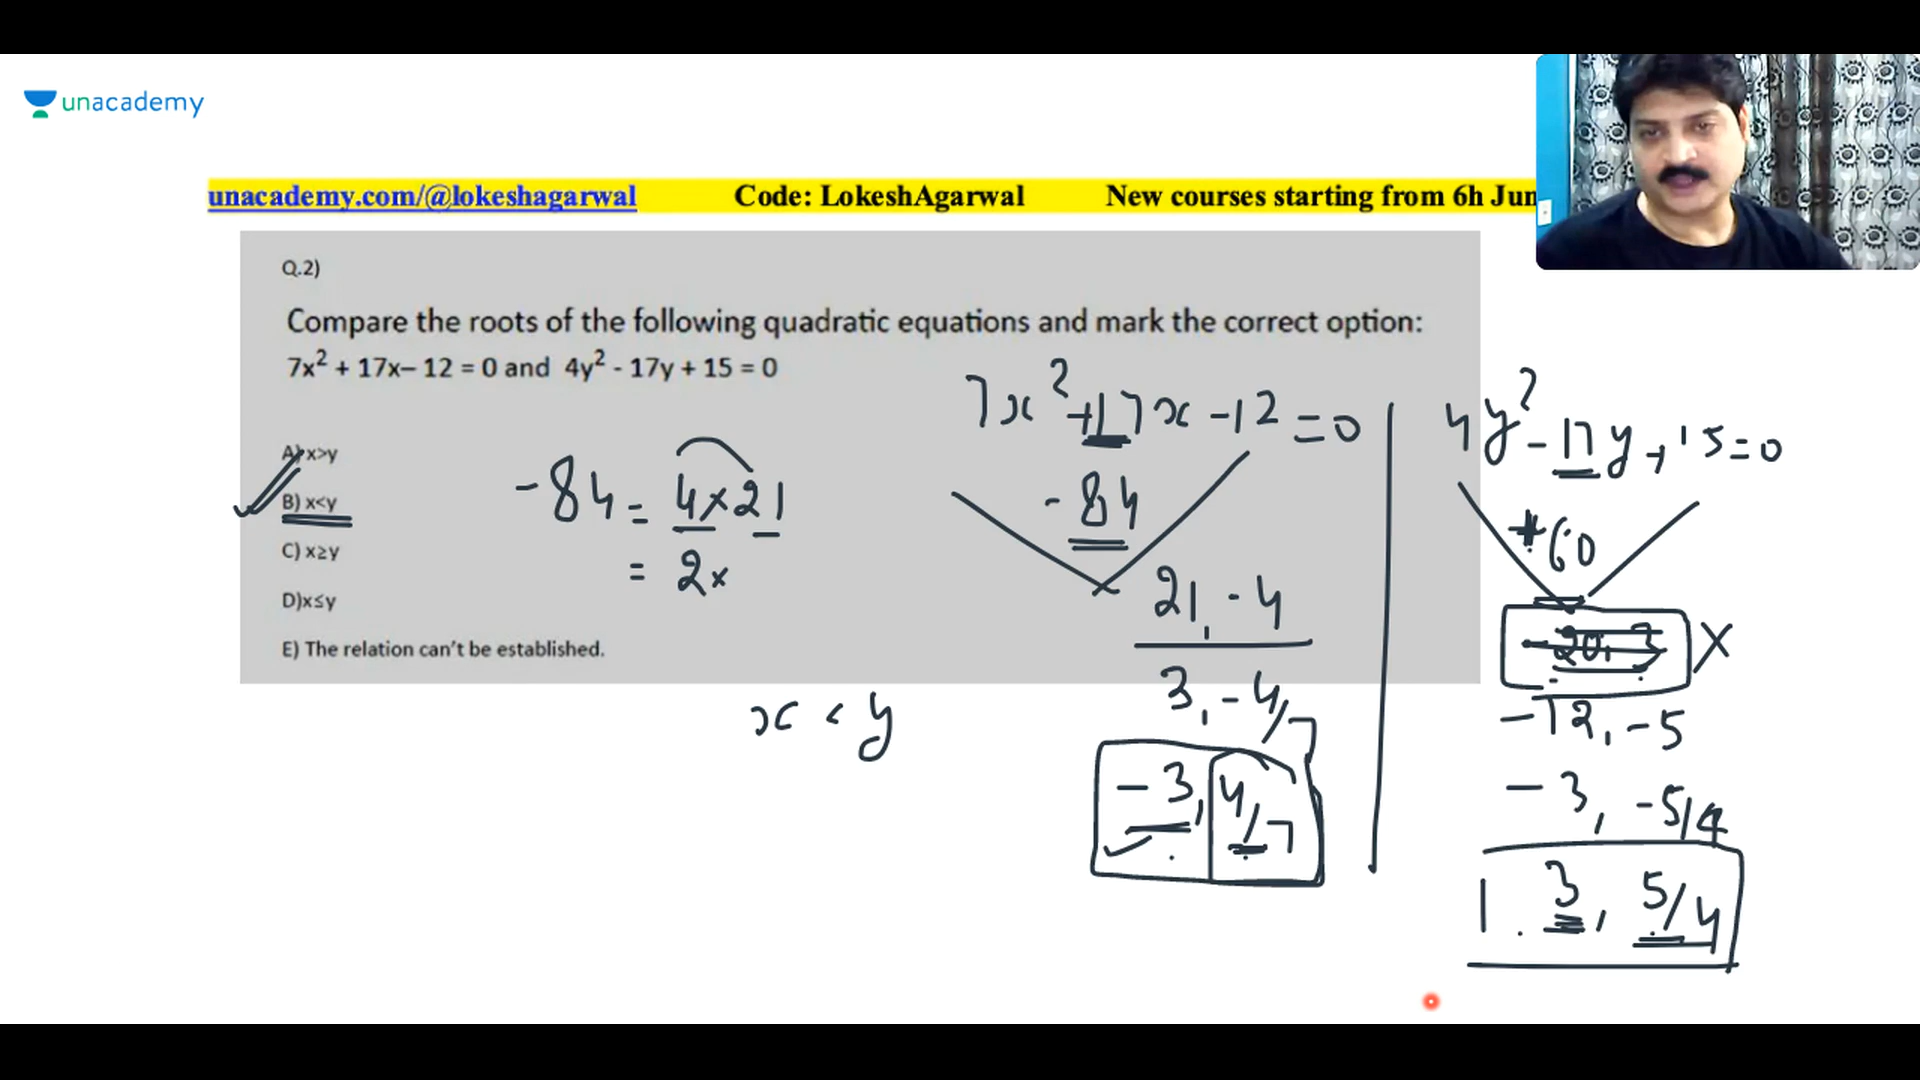 unacademy
unacademy.com/@lokeshagarwal Code: LokeshAgarwal New courses starting from 6h Jun
Q.2)
Compare the roots of the following quadratic equations and mark the correct option:
7x² + 17x– 12 = 0 and 4y² - 17y + 15 = 0
A) x>y
B) x<y
C) x≥y
D)x≤y
E) The relation can't be established.
-84 = 4×21
= 2×
x < y
7x²+17x-12=0
-84
21, -4
3, -4/7
-3, 4/7
4y²-17y+15=0
+60
-20, 3 X
-12, -5
-3, -5/4
3, 5/4